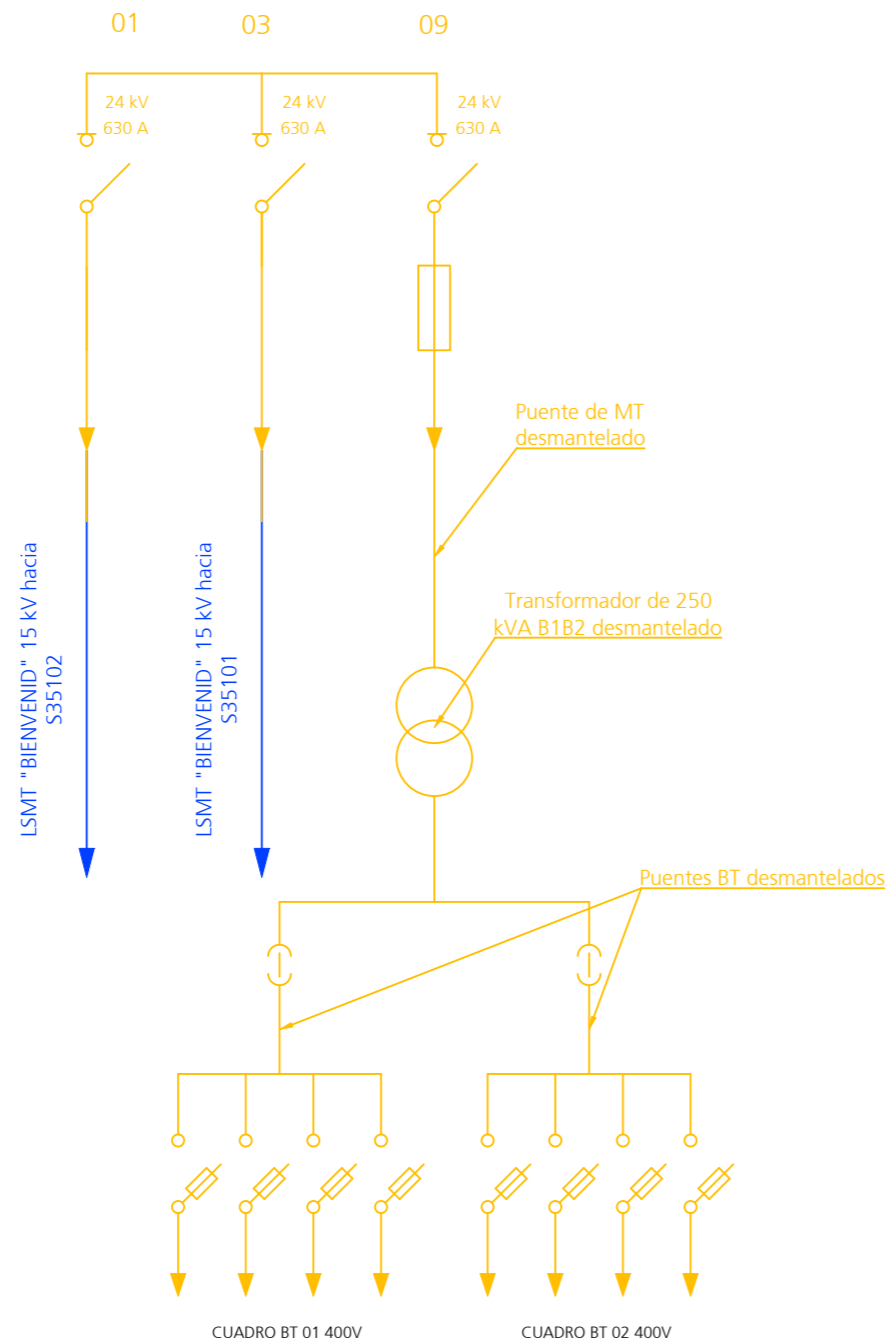 01
03
09
24 kV
630 A
24 kV
630 A
24 kV
630 A
Puente de MT
desmantelado
Transformador de 250
kVA B1B2 desmantelado
LSMT "BIENVENID" 15 kV hacia
S35102
LSMT "BIENVENID" 15 kV hacia
S35101
Puentes BT desmantelados
CUADRO BT 01 400V
CUADRO BT 02 400V